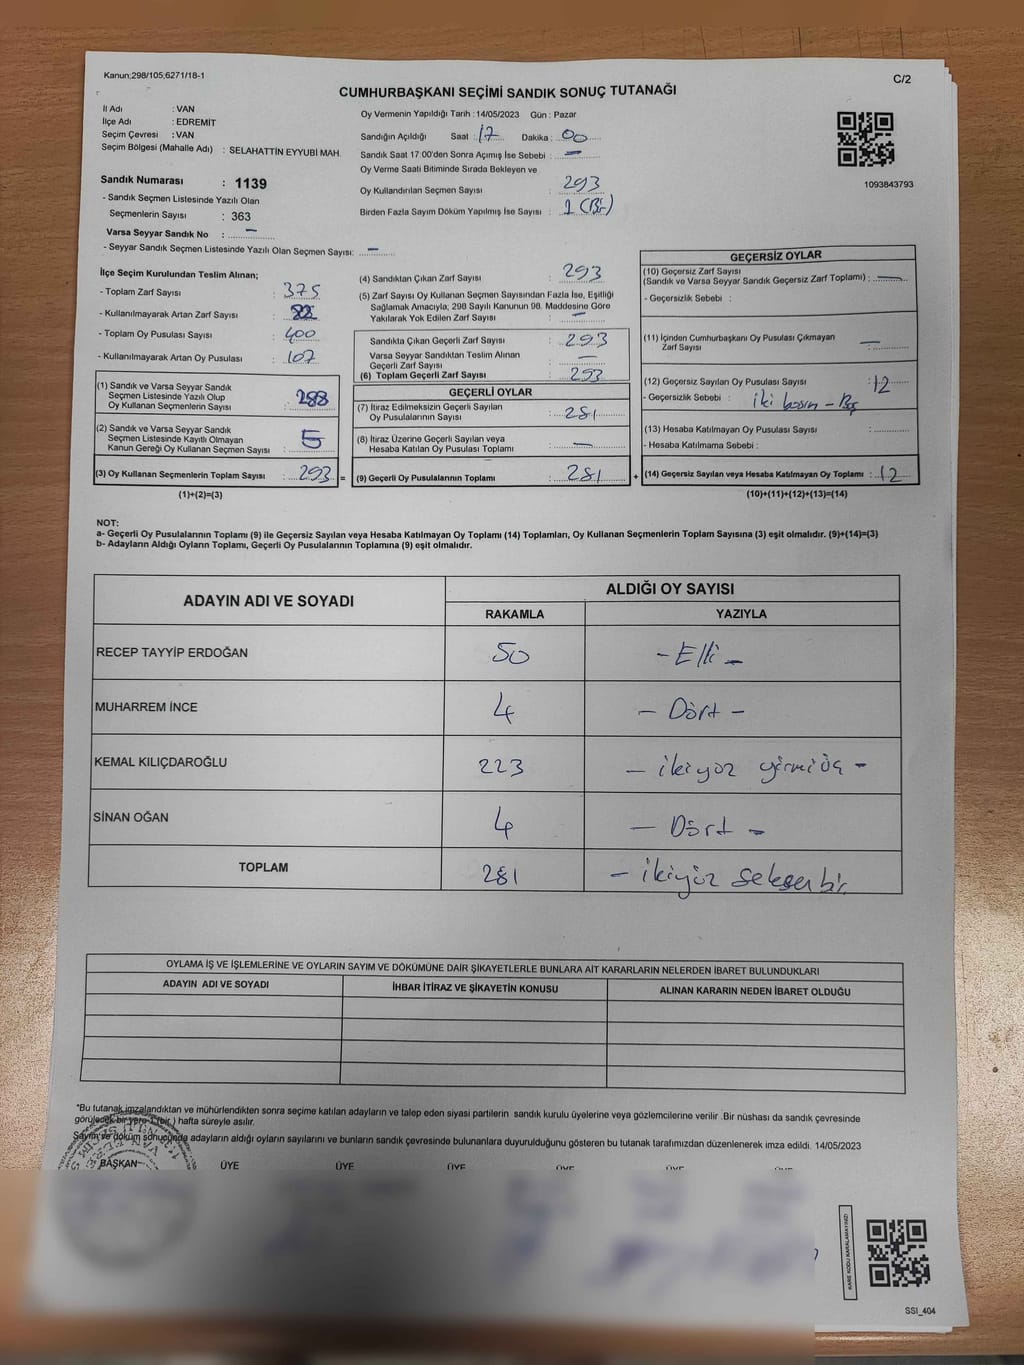 Kanun;298/105;6271/18-1
C/2
CUMHURBAŞKANI SEÇİMİ SANDIK SONUÇ TUTANAĞI
İl Adı : VAN
İlçe Adı : EDREMİT
Seçim Çevresi : VAN
Seçim Bölgesi (Mahalle Adı) : SELAHATTİN EYYUBİ MAH.
Sandık Numarası : 1139
- Sandık Seçmen Listesinde Yazılı Olan
Seçmenlerin Sayısı : 363
Varsa Seyyar Sandık No : —
- Seyyar Sandık Seçmen Listesinde Yazılı Olan Seçmen Sayısı: —
Oy Vermenin Yapıldığı Tarih : 14/05/2023 Gün : Pazar
Sandığın Açıldığı Saat : 17 Dakika : 00
Sandık Saat 17:00'den Sonra Açımış İse Sebebi : —
Oy Verme Saati Bitiminde Sırada Bekleyen ve
Oy Kullandırılan Seçmen Sayısı : 293
Birden Fazla Sayım Döküm Yapılmış İse Sayısı : 1 (Bir)
1093843793
İlçe Seçim Kurulundan Teslim Alınan;
- Toplam Zarf Sayısı : 375
- Kullanılmayarak Artan Zarf Sayısı : 82
- Toplam Oy Pusulası Sayısı : 400
- Kullanılmayarak Artan Oy Pusulası : 107
(1) Sandık ve Varsa Seyyar Sandık
Seçmen Listesinde Yazılı Olup
Oy Kullanan Seçmenlerin Sayısı : 288
(2) Sandık ve Varsa Seyyar Sandık
Seçmen Listesinde Kayıtlı Olmayan
Kanun Gereği Oy Kullanan Seçmen Sayısı : 5
(3) Oy Kullanan Seçmenlerin Toplam Sayısı : 293 =
(1)+(2)=(3)
(4) Sandıktan Çıkan Zarf Sayısı : 293
(5) Zarf Sayısı Oy Kullanan Seçmen Sayısından Fazla İse, Eşitliği
Sağlamak Amacıyla, 298 Sayılı Kanunun 98. Maddesine Göre
Yakılarak Yok Edilen Zarf Sayısı : —
Sandıkta Çıkan Geçerli Zarf Sayısı : 293
Varsa Seyyar Sandıktan Teslim Alınan
Geçerli Zarf Sayısı : —
(6) Toplam Geçerli Zarf Sayısı : 293
GEÇERLİ OYLAR
(7) İtiraz Edilmeksizin Geçerli Sayılan
Oy Pusulalarının Sayısı : 281
(8) İtiraz Üzerine Geçerli Sayılan veya
Hesaba Katılan Oy Pusulası Toplamı : —
(9) Geçerli Oy Pusulalarının Toplamı : 281 +
GEÇERSİZ OYLAR
(10) Geçersiz Zarf Sayısı
(Sandık ve Varsa Seyyar Sandık Geçersiz Zarf Toplamı) : —
- Geçersizlik Sebebi :
(11) İçinden Cumhurbaşkanı Oy Pusulası Çıkmayan
Zarf Sayısı : —
(12) Geçersiz Sayılan Oy Pusulası Sayısı : 12
- Geçersizlik Sebebi : iki basım - Boş
(13) Hesaba Katılmayan Oy Pusulası Sayısı :
- Hesaba Katılmama Sebebi :
(14) Geçersiz Sayılan veya Hesaba Katılmayan Oy Toplamı : 12
(10)+(11)+(12)+(13)=(14)
NOT:
a- Geçerli Oy Pusulalarının Toplamı (9) ile Geçersiz Sayılan veya Hesaba Katılmayan Oy Toplamı (14) Toplamları, Oy Kullanan Seçmenlerin Toplam Sayısına (3) eşit olmalıdır. (9)+(14)=(3)
b- Adayların Aldığı Oyların Toplamı, Geçerli Oy Pusulalarının Toplamına (9) eşit olmalıdır.
ADAYIN ADI VE SOYADI
ALDIĞI OY SAYISI
RAKAMLA YAZIYLA
RECEP TAYYİP ERDOĞAN 50 - Elli -
MUHARREM İNCE 4 - Dört -
KEMAL KILIÇDAROĞLU 223 - ikiyüz yirmi üç -
SİNAN OĞAN 4 - Dört -
TOPLAM 281 - ikiyüz seksen bir
OYLAMA İŞ VE İŞLEMLERİNE VE OYLARIN SAYIM VE DÖKÜMÜNE DAİR ŞİKAYETLERLE BUNLARA AİT KARARLARIN NELERDEN İBARET BULUNDUKLARI
ADAYIN ADI VE SOYADI İHBAR İTİRAZ VE ŞİKAYETİN KONUSU ALINAN KARARIN NEDEN İBARET OLDUĞU
*Bu tutanak imzalandıktan ve mühürlendikten sonra seçime katılan adayların ve talep eden siyasi partilerin sandık kurulu üyelerine veya gözlemcilerine verilir .Bir nüshası da sandık çevresinde
görülecek bir yere 1 (bir ) hafta süreyle asılır.
Sayım ve döküm sonucunda adayların aldığı oyların sayılarını ve bunların sandık çevresinde bulunanlara duyurulduğunu gösteren bu tutanak tarafımızdan düzenlenerek imza edildi. 14/05/2023
BAŞKAN ÜYE ÜYE ÜYE ÜYE ÜYE ÜYE
KARE KODU KARALAMAYINIZ!
SSI_404